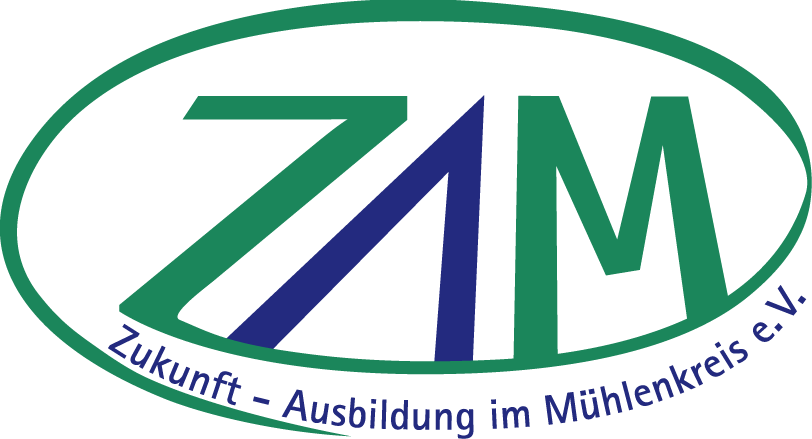 ZAM
Zukunft – Ausbildung im Mühlenkreis e.V.